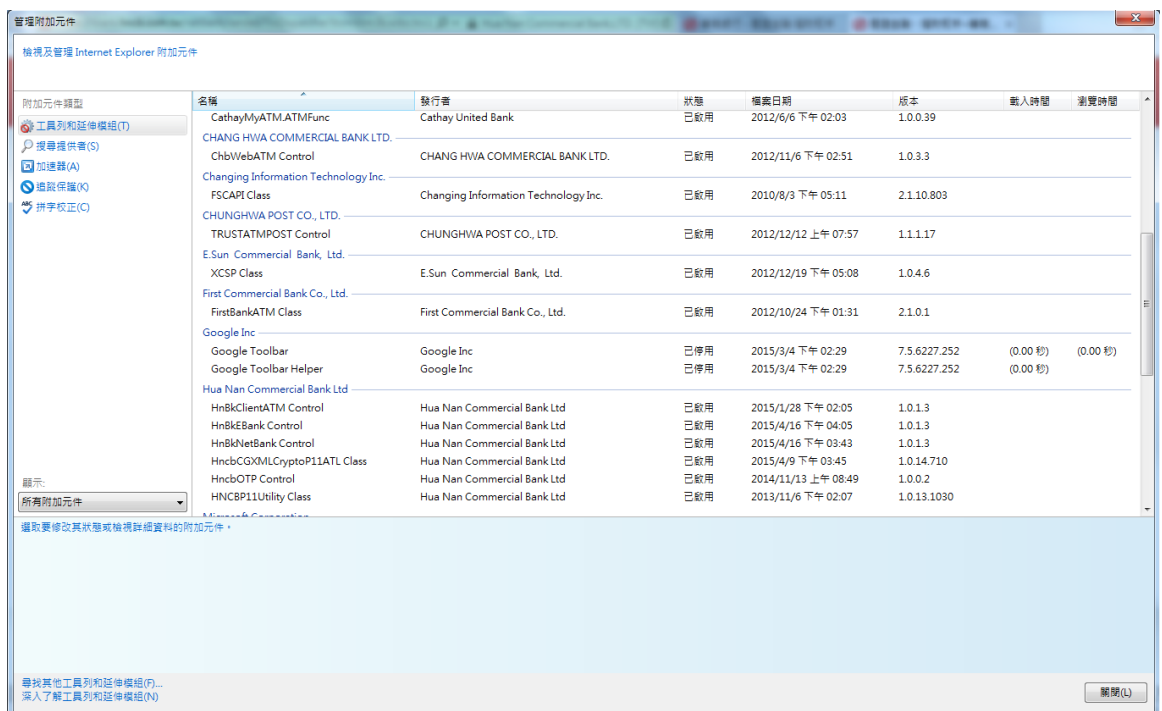 管理附加元件
檢視及管理 Internet Explorer 附加元件
附加元件類型
工具列和延伸模組(T)
搜尋提供者(S)
加速器(A)
追蹤保護(K)
拼字校正(C)
顯示:
所有附加元件
名稱 發行者 狀態 檔案日期 版本 載入時間 瀏覽時間
CathayMyATM.ATMFunc Cathay United Bank 已啟用 2012/6/6 下午 02:03 1.0.0.39
CHANG HWA COMMERCIAL BANK LTD.
ChbWebATM Control CHANG HWA COMMERCIAL BANK LTD. 已啟用 2012/11/6 下午 02:51 1.0.3.3
Changing Information Technology Inc.
FSCAPI Class Changing Information Technology Inc. 已啟用 2010/8/3 下午 05:11 2.1.10.803
CHUNGHWA POST CO., LTD.
TRUSTATMPOST Control CHUNGHWA POST CO., LTD. 已啟用 2012/12/12 上午 07:57 1.1.1.17
E.Sun Commercial Bank, Ltd.
XCSP Class E.Sun Commercial Bank, Ltd. 已啟用 2012/12/19 下午 05:08 1.0.4.6
First Commercial Bank Co., Ltd.
FirstBankATM Class First Commercial Bank Co., Ltd. 已啟用 2012/10/24 下午 01:31 2.1.0.1
Google Inc
Google Toolbar Google Inc 已停用 2015/3/4 下午 02:29 7.5.6227.252 (0.00 秒) (0.00 秒)
Google Toolbar Helper Google Inc 已停用 2015/3/4 下午 02:29 7.5.6227.252 (0.00 秒)
Hua Nan Commercial Bank Ltd
HnBkClientATM Control Hua Nan Commercial Bank Ltd 已啟用 2015/1/28 下午 02:05 1.0.1.3
HnBkEBank Control Hua Nan Commercial Bank Ltd 已啟用 2015/4/16 下午 04:05 1.0.1.3
HnBkNetBank Control Hua Nan Commercial Bank Ltd 已啟用 2015/4/16 下午 03:43 1.0.1.3
HncbCGXMLCryptoP11ATL Class Hua Nan Commercial Bank Ltd 已啟用 2015/4/9 下午 03:45 1.0.14.710
HncbOTP Control Hua Nan Commercial Bank Ltd 已啟用 2014/11/13 上午 08:49 1.0.0.2
HNCBP11Utility Class Hua Nan Commercial Bank Ltd 已啟用 2013/11/6 下午 02:07 1.0.13.1030
Microsoft Corporation
選取要修改其狀態或檢視詳細資料的附加元件。
尋找其他工具列和延伸模組(F)...
深入了解工具列和延伸模組(N)
關閉(L)